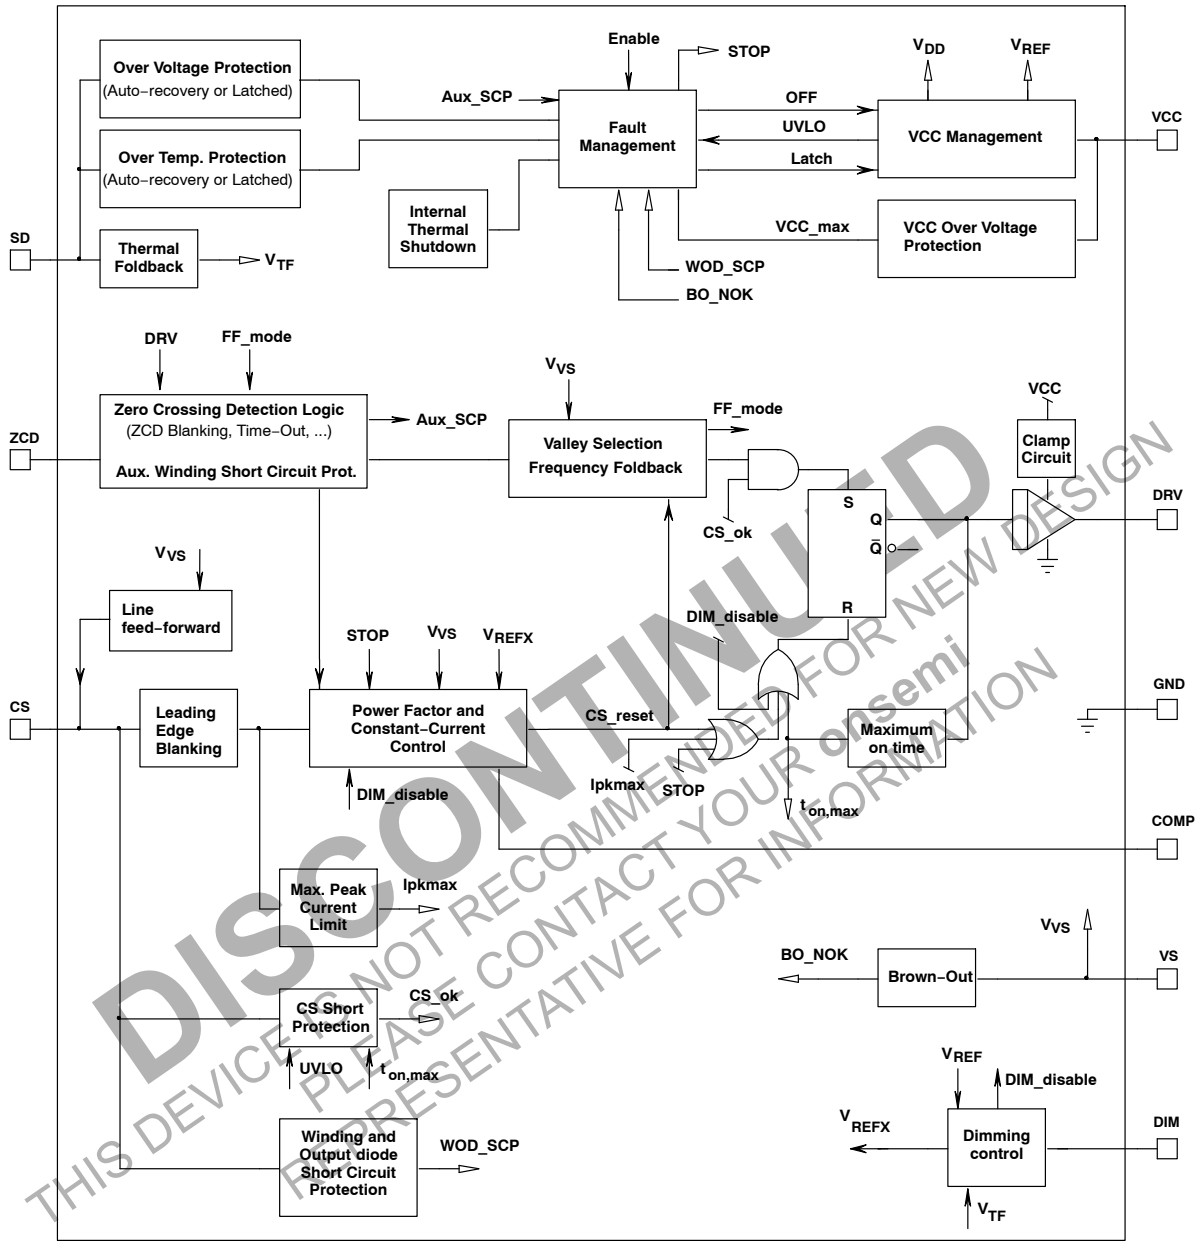 Enable
STOP
VDD
VREF
Over Voltage Protection
(Auto−recovery or Latched)
Aux_SCP
OFF
VCC
Fault
Management
UVLO
VCC Management
Over Temp. Protection
(Auto−recovery or Latched)
Latch
Internal
Thermal
Shutdown
VCC_max
VCC Over Voltage
Protection
SD
Thermal
Foldback
VTF
WOD_SCP
BO_NOK
DRV
FF_mode
VVS
VCC
Zero Crossing Detection Logic
(ZCD Blanking, Time−Out, ...)
Aux. Winding Short Circuit Prot.
Aux_SCP
FF_mode
ZCD
Valley Selection
Frequency Foldback
Clamp
Circuit
CS_ok
S
Q
Q̅
R
DRV
VVS
Line
feed−forward
DIM_disable
STOP
VVS
VREFX
GND
CS
Leading
Edge
Blanking
Power Factor and
Constant−Current
Control
CS_reset
Maximum
on time
Ipkmax
STOP
DIM_disable
ton,max
COMP
Max. Peak
Current
Limit
Ipkmax
VVS
BO_NOK
Brown−Out
VS
CS Short
Protection
CS_ok
UVLO
ton,max
VREF
DIM_disable
VREFX
Dimming
control
DIM
Winding and
Output diode
Short Circuit
Protection
WOD_SCP
VTF
DISCONTINUED
THIS DEVICE IS NOT RECOMMENDED FOR NEW DESIGN
PLEASE CONTACT YOUR onsemi
REPRESENTATIVE FOR INFORMATION